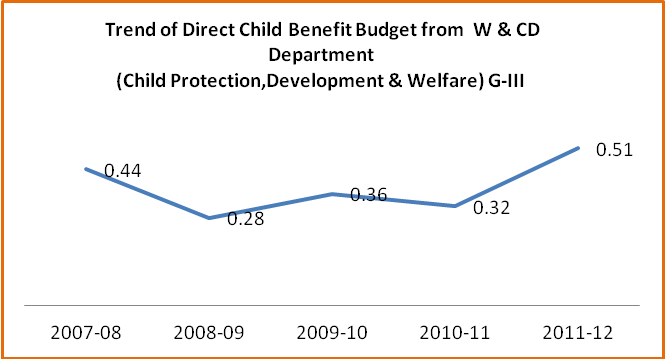 Trend of Direct Child Benefit Budget from W & CD
Department
(Child Protection,Development & Welfare) G-III
0.44
0.28
0.36
0.32
0.51
2007-08 2008-09 2009-10 2010-11 2011-12